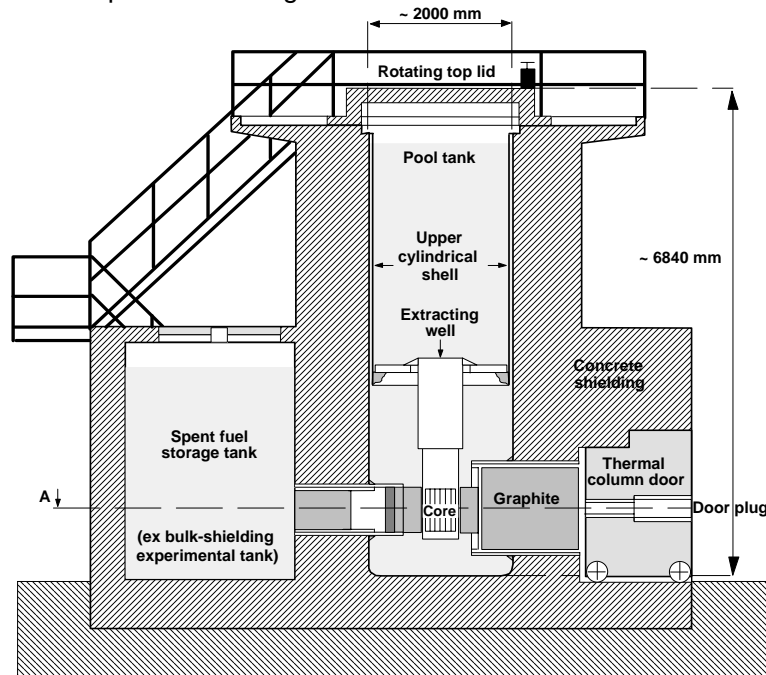 ~ 2000 mm
Rotating top lid
Pool tank
Upper
cylindrical
shell
~ 6840 mm
Extracting
well
Concrete
shielding
Spent fuel
storage tank
Thermal
column door
A
Graphite
Core
Door plug
(ex bulk-shielding
experimental tank)